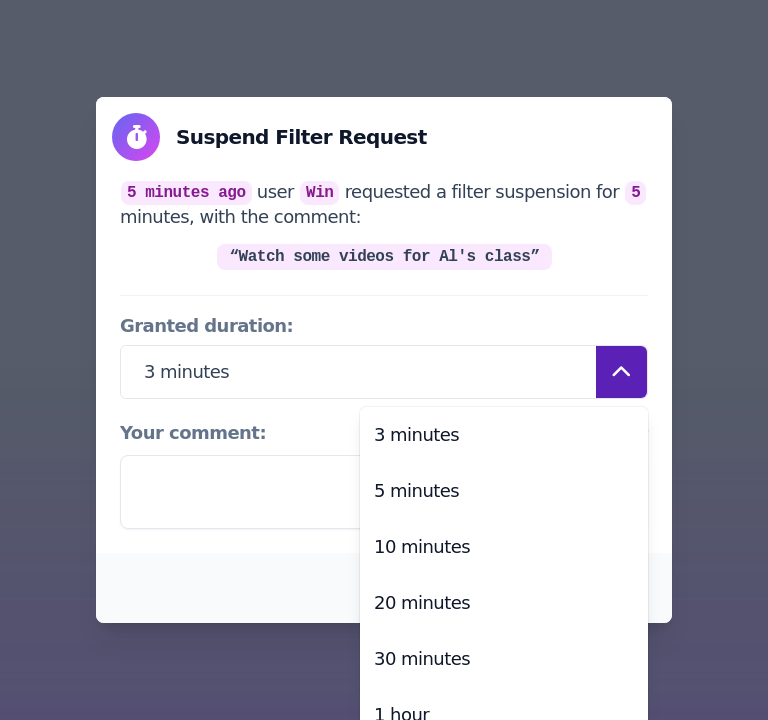 Suspend Filter Request
5 minutes ago user Win requested a filter suspension for 5
minutes, with the comment:
“Watch some videos for Al's class”
Granted duration:
3 minutes
Your comment:
3 minutes
5 minutes
10 minutes
20 minutes
30 minutes
1 hour